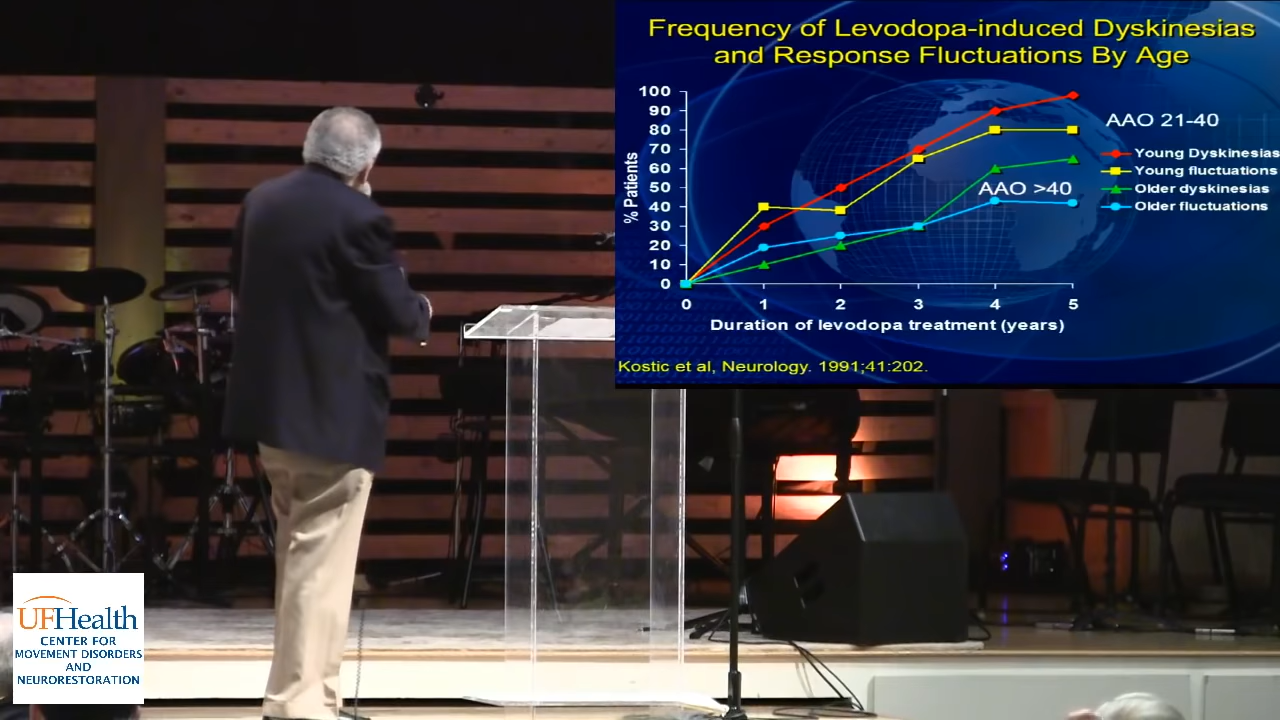 Frequency of Levodopa-induced Dyskinesias
and Response Fluctuations By Age
100
90
80
70
60
50
40
30
20
10
0
% Patients
0 1 2 3 4 5
Duration of levodopa treatment (years)
AAO 21-40
AAO >40
Young Dyskinesias
Young fluctuations
Older dyskinesias
Older fluctuations
Kostic et al, Neurology. 1991;41:202.
UFHealth
CENTER FOR
MOVEMENT DISORDERS
AND
NEURORESTORATION